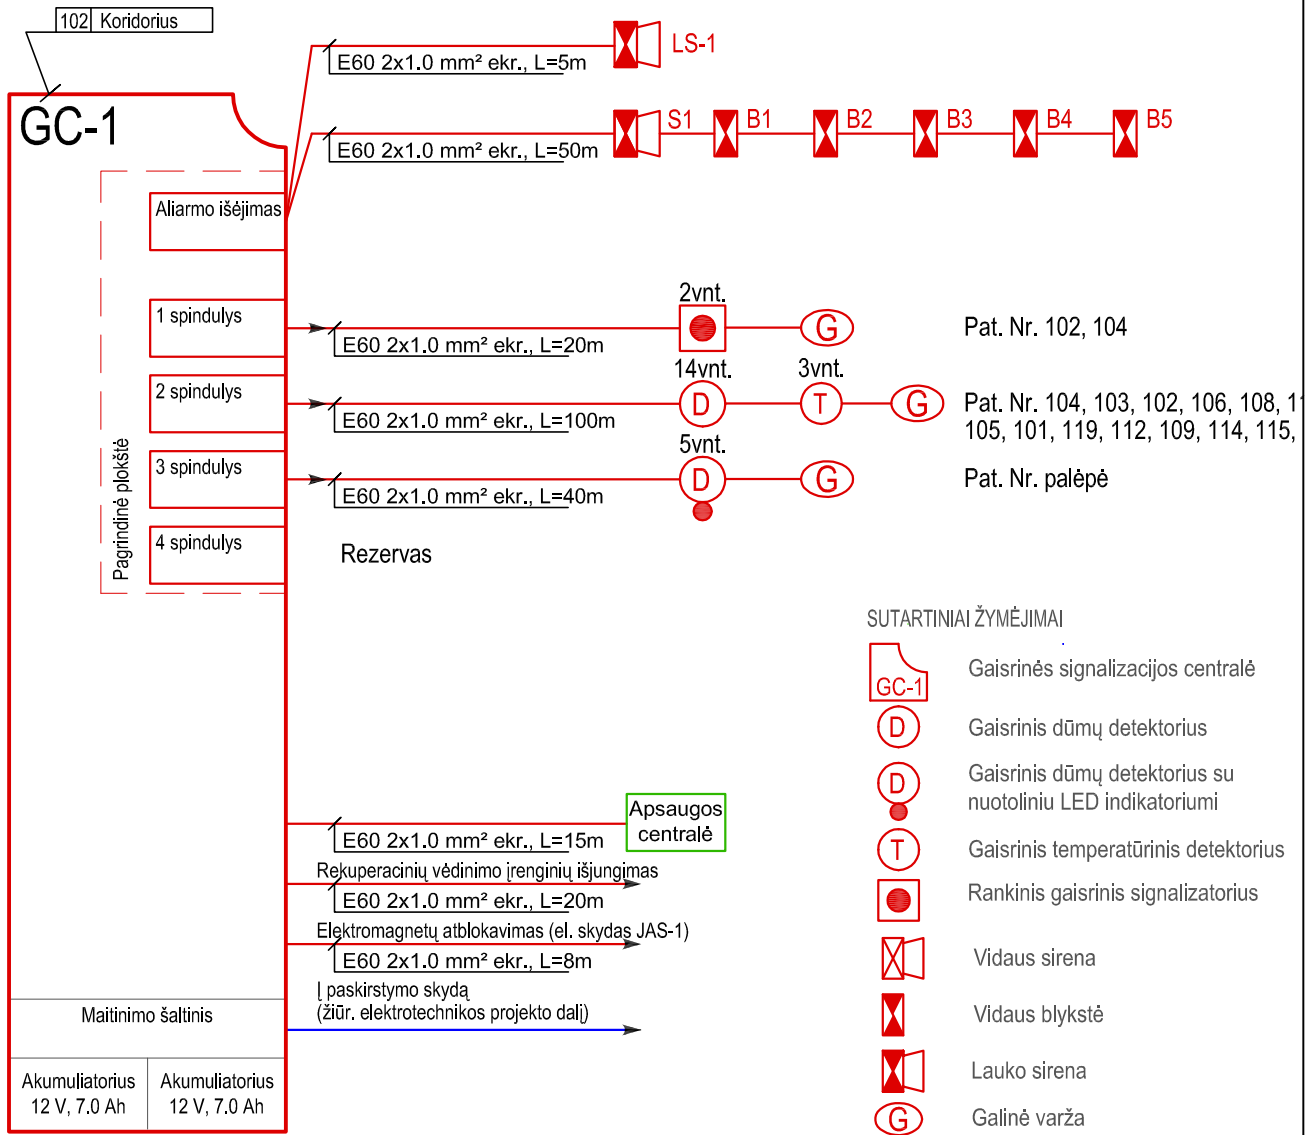 102 Koridorius
GC-1
E60 2x1.0 mm² ekr., L=5m
LS-1
E60 2x1.0 mm² ekr., L=50m
S1 B1 B2 B3 B4 B5
Pagrindinė plokštė
Aliarmo išėjimas
1 spindulys
E60 2x1.0 mm² ekr., L=20m
2vnt.
G
Pat. Nr. 102, 104
2 spindulys
E60 2x1.0 mm² ekr., L=100m
14vnt.
D
3vnt.
T
G
Pat. Nr. 104, 103, 102, 106, 108,
105, 101, 119, 112, 109, 114, 115,
3 spindulys
E60 2x1.0 mm² ekr., L=40m
5vnt.
D
G
Pat. Nr. palėpė
4 spindulys
Rezervas
E60 2x1.0 mm² ekr., L=15m
Apsaugos
centralė
Rekuperacinių vėdinimo įrenginių išjungimas
E60 2x1.0 mm² ekr., L=20m
Elektromagnetų atblokavimas (el. skydas JAS-1)
E60 2x1.0 mm² ekr., L=8m
Į paskirstymo skydą
(žiūr. elektrotechnikos projekto dalį)
Maitinimo šaltinis
Akumuliatorius
12 V, 7.0 Ah
Akumuliatorius
12 V, 7.0 Ah
SUTARTINIAI ŽYMĖJIMAI
GC-1 Gaisrinės signalizacijos centralė
D Gaisrinis dūmų detektorius
D Gaisrinis dūmų detektorius su
nuotoliniu LED indikatoriumi
T Gaisrinis temperatūrinis detektorius
Rankinis gaisrinis signalizatorius
Vidaus sirena
Vidaus blykstė
Lauko sirena
G Galinė varža